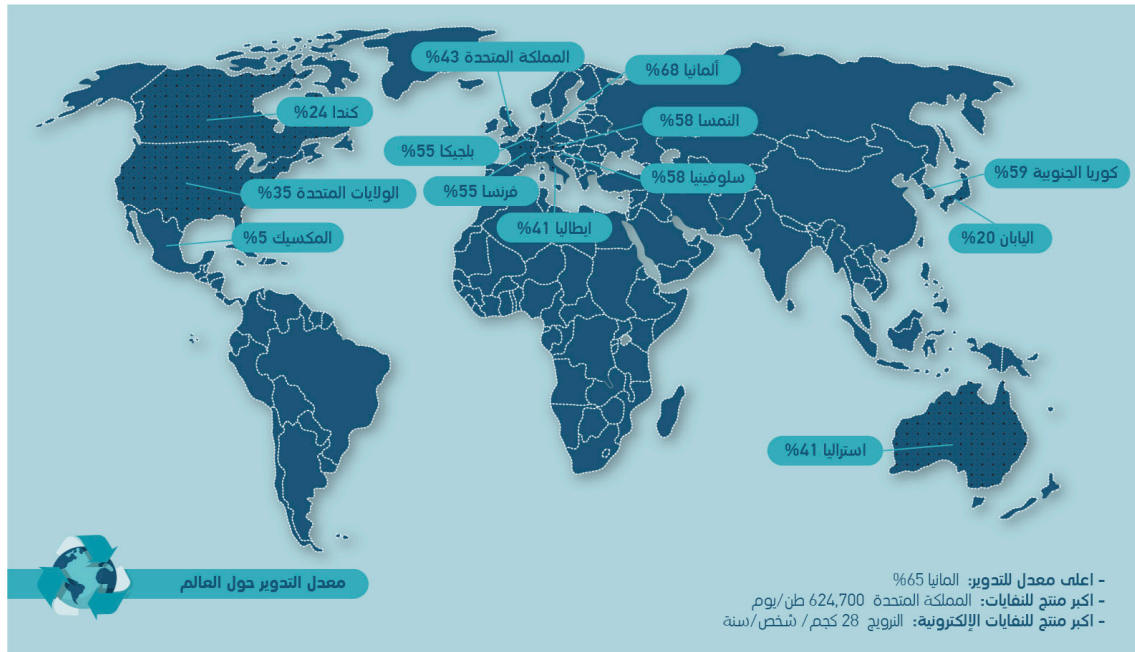 المملكة المتحدة 43%
ألمانيا 68%
كندا 24%
النمسا 58%
بلجيكا 55%
كوريا الجنوبية 59%
سلوفينيا 58%
فرنسا 55%
الولايات المتحدة 35%
ايطاليا 41%
المكسيك 5%
اليابان 20%
استراليا 41%
معدل التدوير حول العالم
- اعلى معدل للتدوير: المانيا 65%
- اكبر منتج للنفايات: المملكة المتحدة 624,700 طن/يوم
- اكبر منتج للنفايات الإلكترونية: النرويج 28 كجم/ شخص/سنة